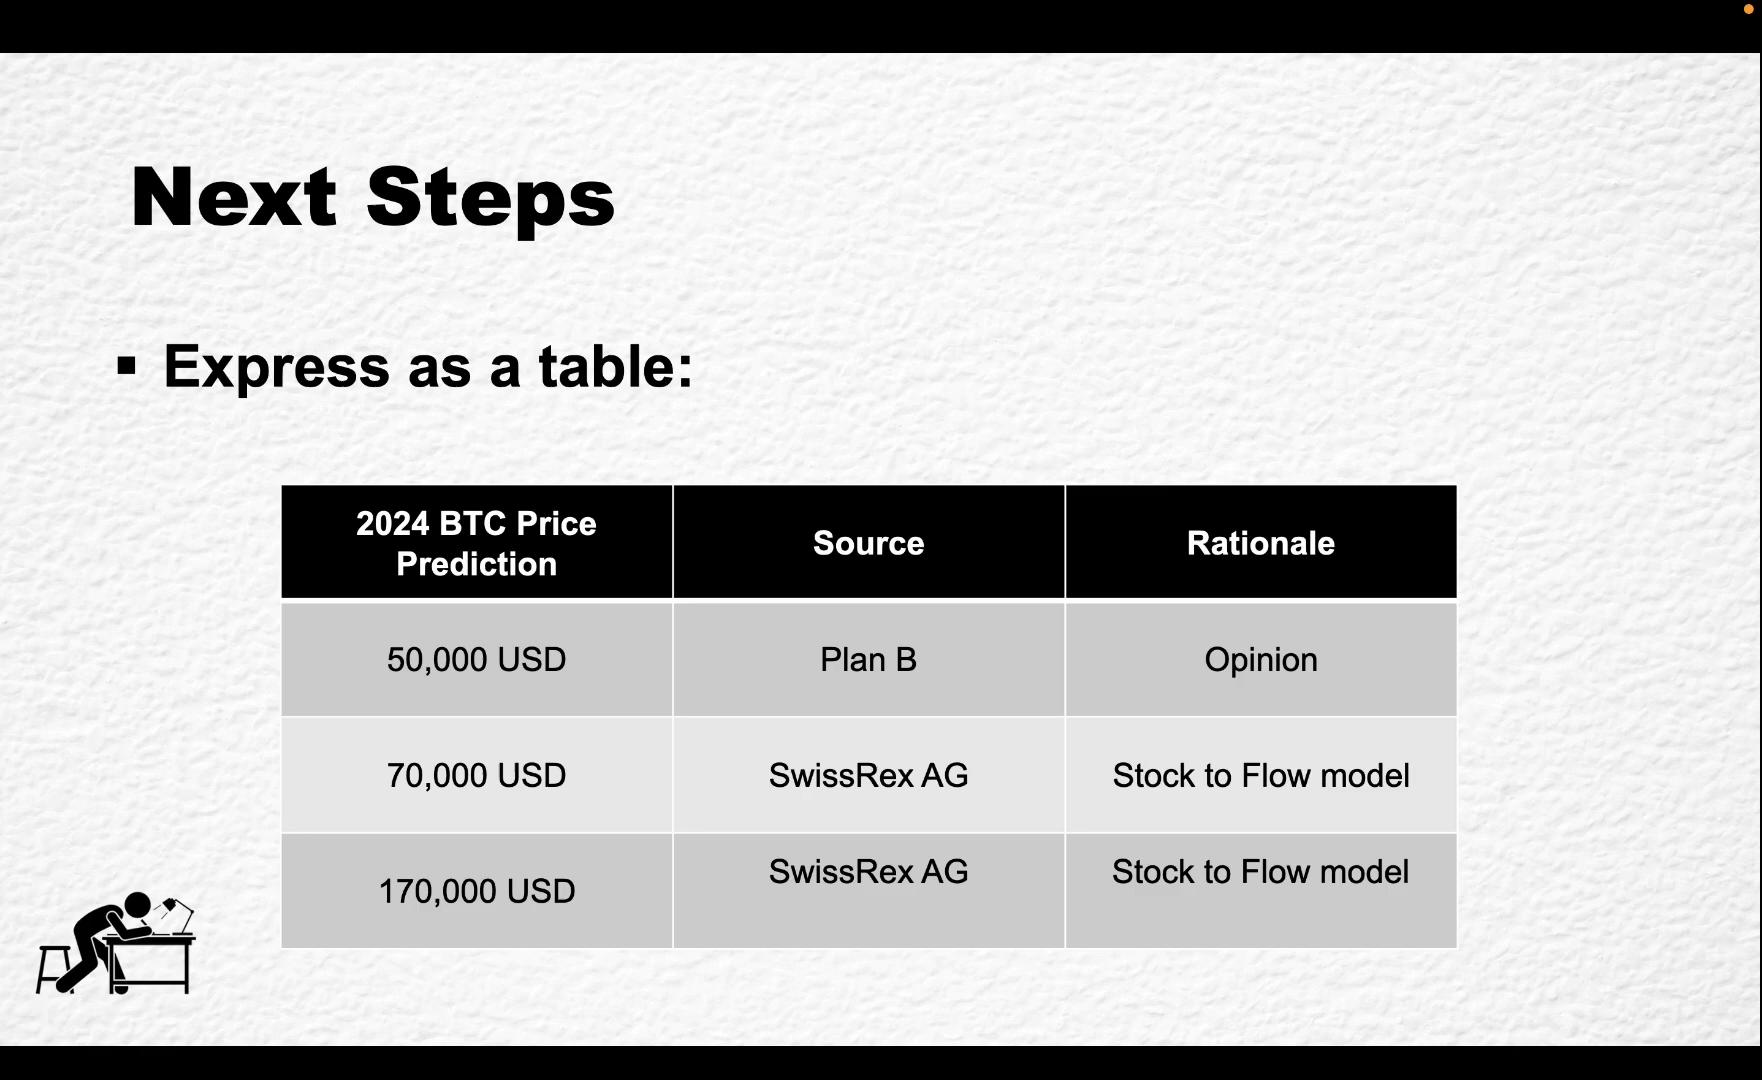 Next Steps
▪ Express as a table:
2024 BTC Price
Prediction
Source
Rationale
50,000 USD
Plan B
Opinion
70,000 USD
SwissRex AG
Stock to Flow model
170,000 USD
SwissRex AG
Stock to Flow model